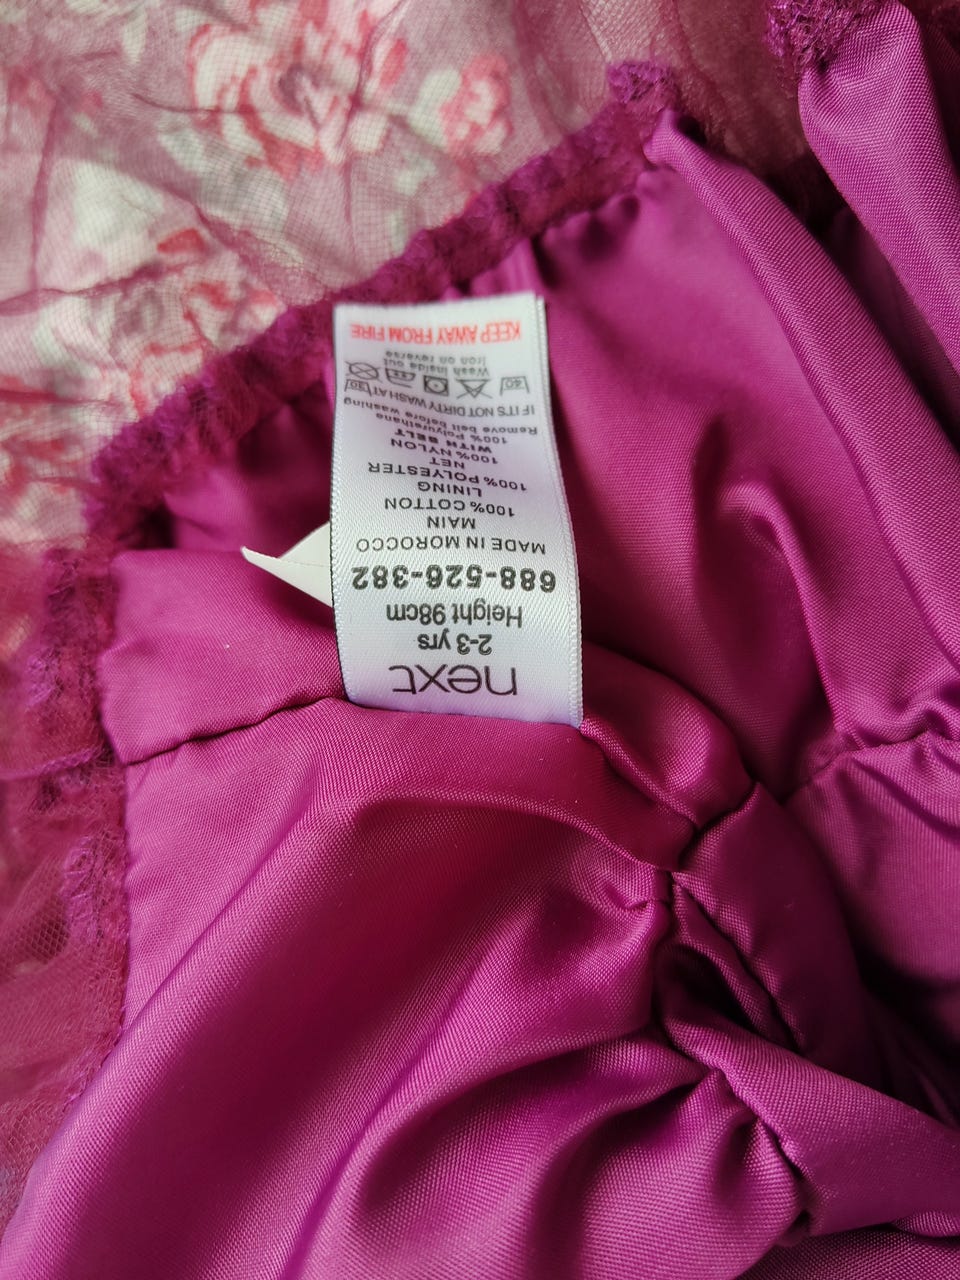 next
2-3 yrs
Height 98cm
688-526-382
MADE IN MOROCCO
MAIN
100% COTTON
LINING
100% POLYESTER
NET
100% NYLON
WITH BELT
100% Polyurethane
Remove belt before washing
IF IT'S NOT DIRTY WASH AT 30
40
Wash inside out
Iron on reverse
KEEP AWAY FROM FIRE